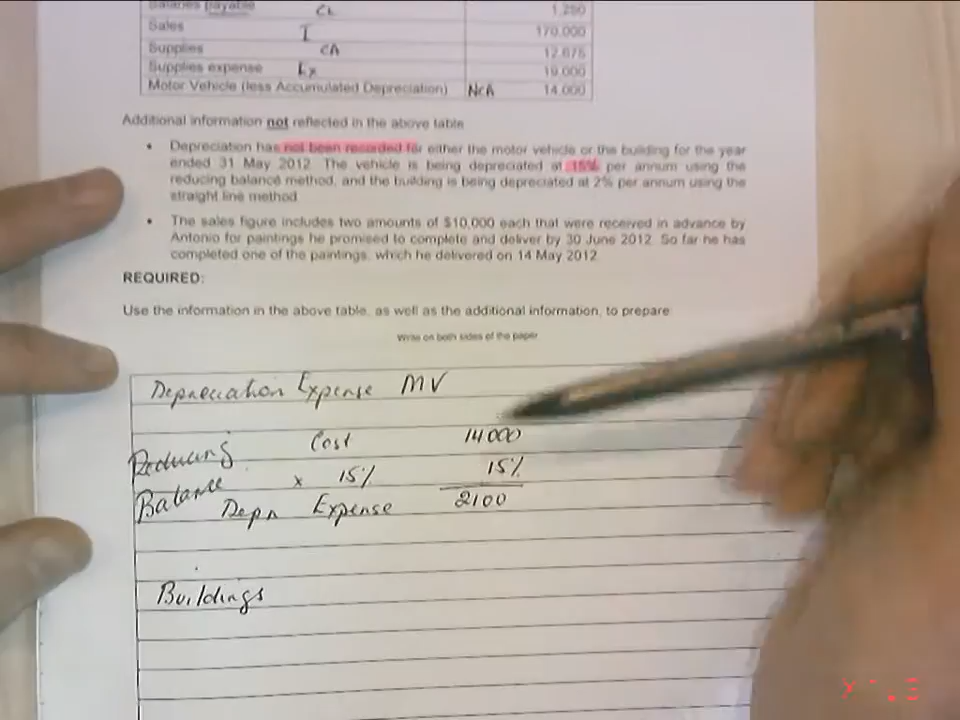 Salaries payable CL 1,250
Sales I 170,000
Supplies CA 12,675
Supplies expense Ex 19,000
Motor Vehicle (less Accumulated Depreciation) NCA 14,000
Additional information not reflected in the above table
• Depreciation has not been recorded for either the motor vehicle or the building for the year
ended 31 May 2012. The vehicle is being depreciated at 15% per annum using the
reducing balance method, and the building is being depreciated at 2% per annum using the
straight line method
• The sales figure includes two amounts of $10,000 each that were received in advance by
Antonio for paintings he promised to complete and deliver by 30 June 2012. So far he has
completed one of the paintings, which he delivered on 14 May 2012.
REQUIRED:
Use the information in the above table, as well as the additional information, to prepare
Write on both sides of the paper
Depreciation Expense MV
Reducing Cost 14000
Balance x 15% 15%
Depn Expense 2100
Buildings